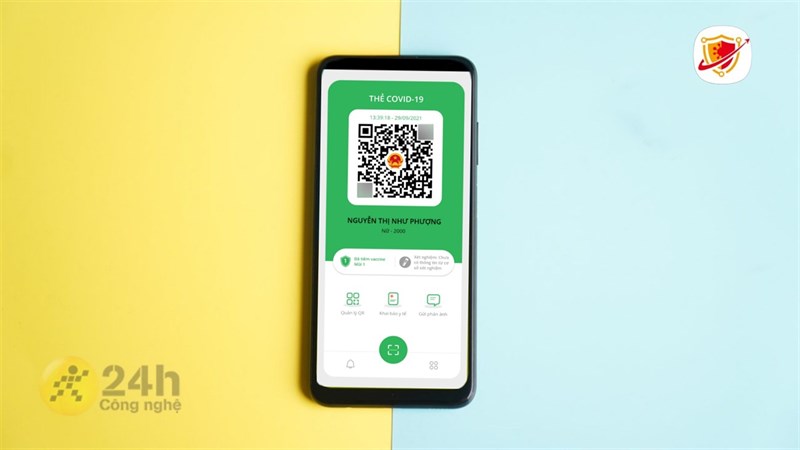 THẺ COVID-19
13:39:16 - 29/09/2021
NGUYỄN THỊ NHƯ PHƯỢNG
Nữ - 2000
Đã tiêm vaccine
Mũi 1
Xét nghiệm: Chưa
có thông tin từ cơ
sở xét nghiệm
Quản lý QR
Khai báo y tế
Gửi phản ánh
24h
Công nghệ